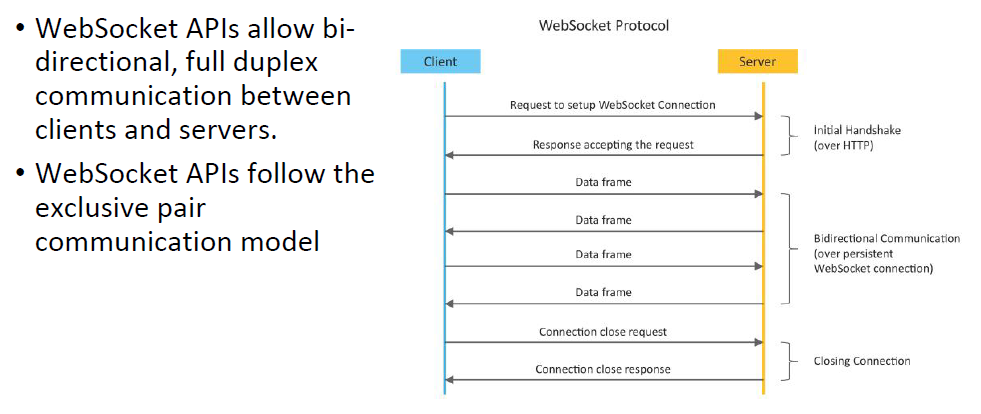 • WebSocket APIs allow bi-
directional, full duplex
communication between
clients and servers.
• WebSocket APIs follow the
exclusive pair
communication model
WebSocket Protocol
Client
Server
Request to setup WebSocket Connection
Response accepting the request
Initial Handshake
(over HTTP)
Data frame
Data frame
Data frame
Data frame
Bidirectional Communication
(over persistent
WebSocket connection)
Connection close request
Connection close response
Closing Connection